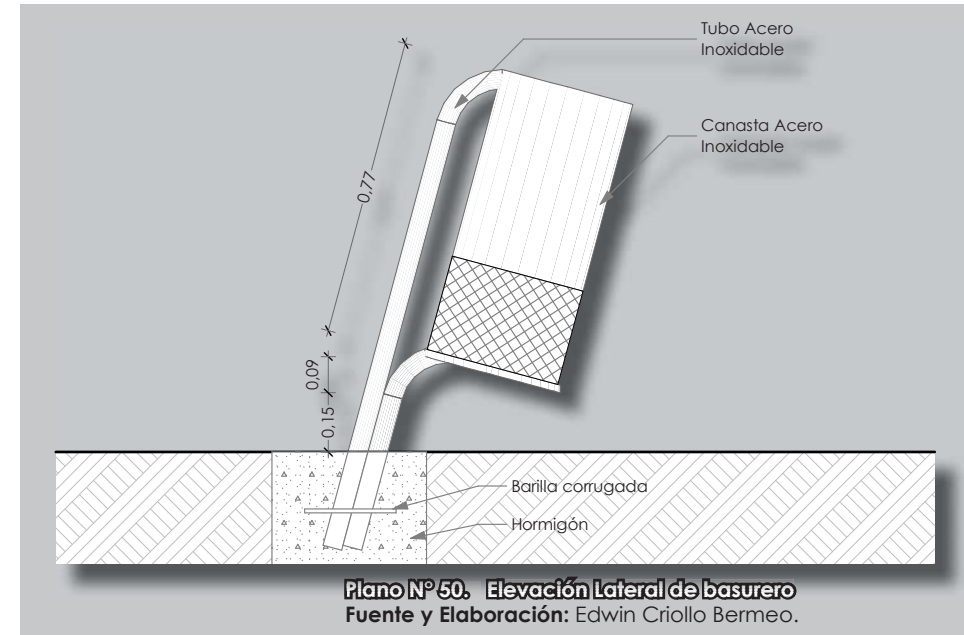 Tubo Acero
Inoxidable
Canasta Acero
Inoxidable
0,77
0,09
0,15
Barilla corrugada
Hormigón
Plano N° 50. Elevación Lateral de basurero
Fuente y Elaboración: Edwin Criollo Bermeo.